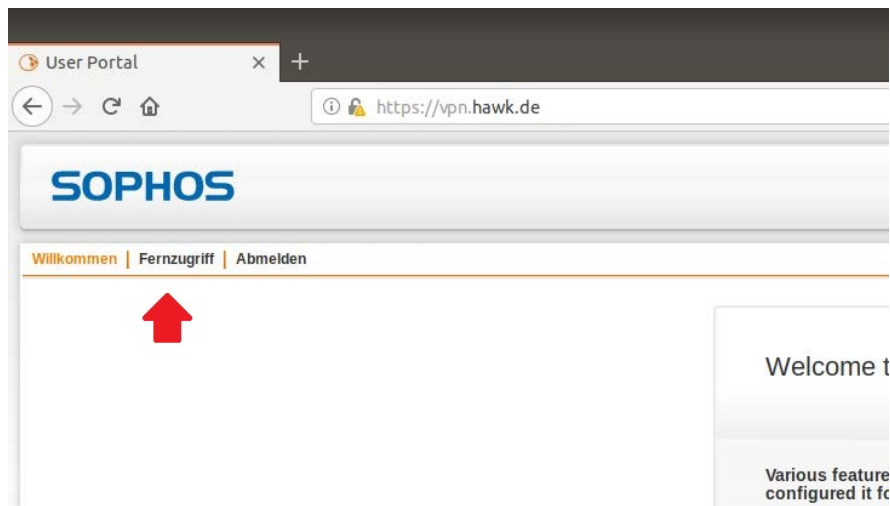 User Portal
https://vpn.hawk.de
SOPHOS
Willkommen | Fernzugriff | Abmelden
Welcome t
Various feature
configured it fo